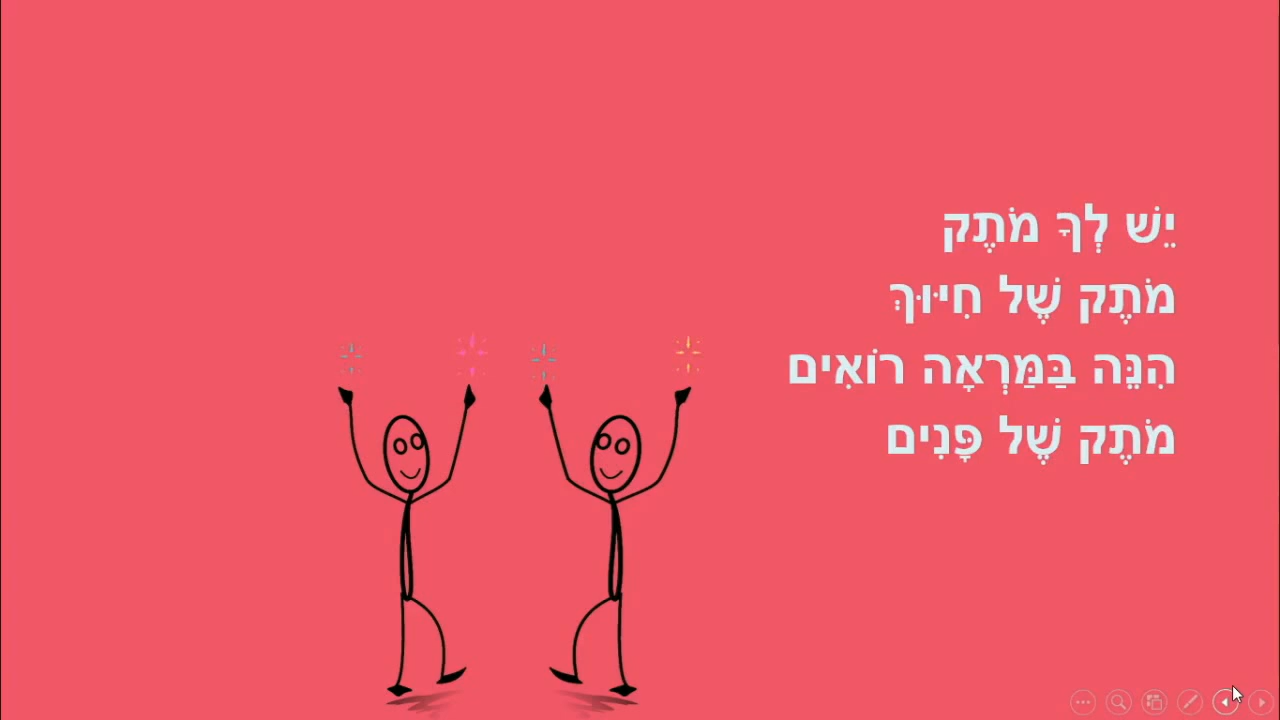 יֵשׁ לְךָ מֹתֶק
מֹתֶק שֶׁל חִיּוּךְ
הִנֵּה בַּמַּרְאָה רוֹאִים
מֹתֶק שֶׁל פָּנִים